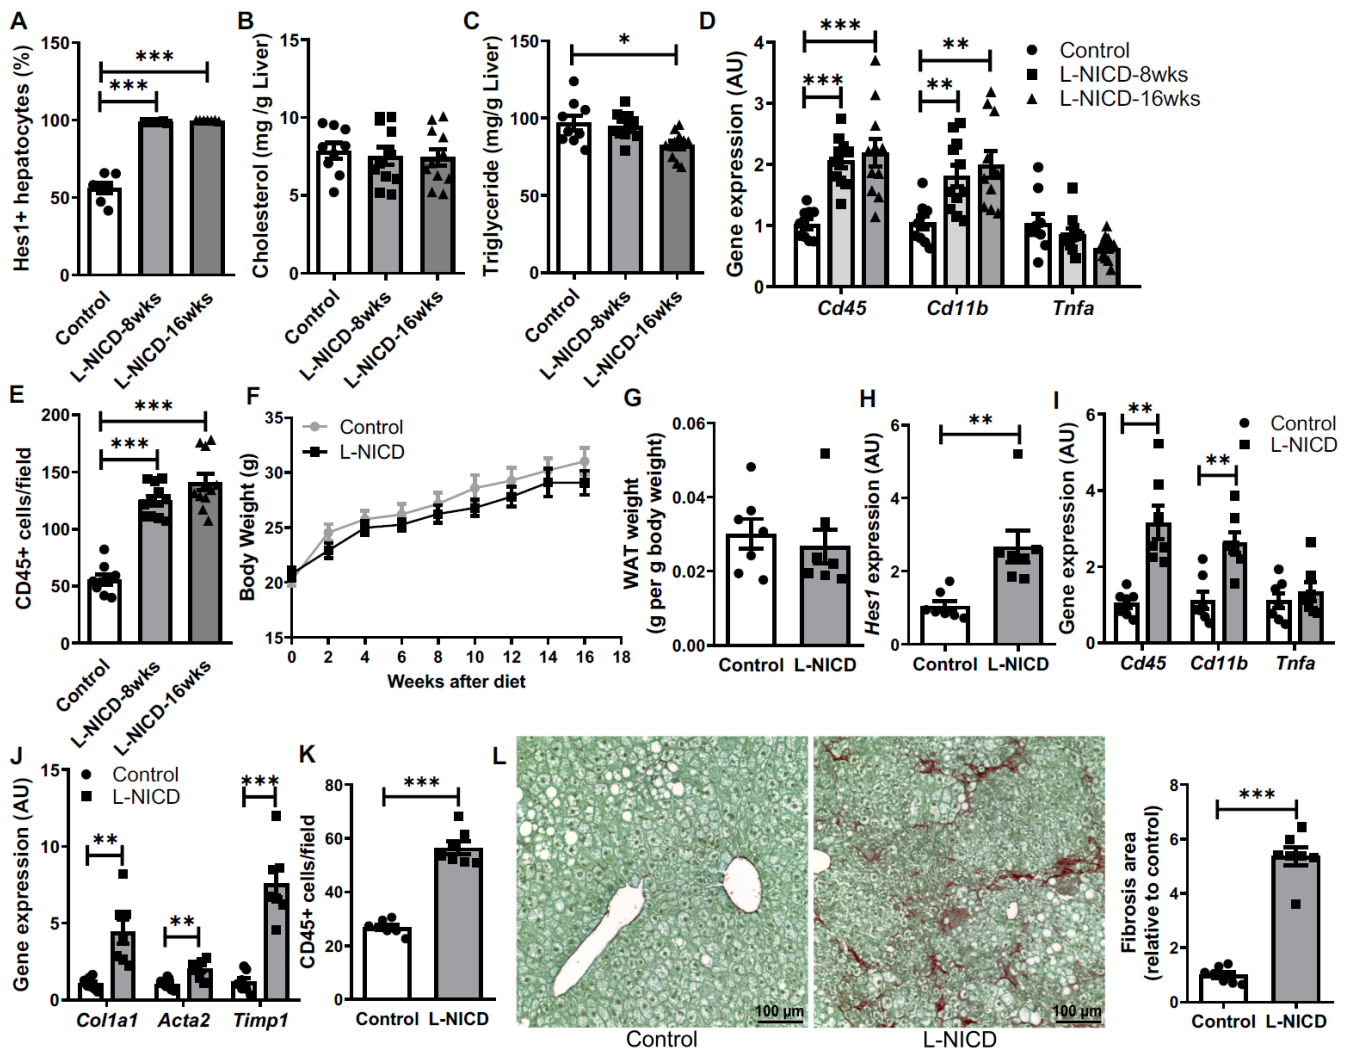 A
Hes1+ hepatocytes (%)
150
100
50
0
***
***
Control
L-NICD-8wks
L-NICD-16wks
B
Cholesterol (mg /g Liver)
15
10
5
0
Control
L-NICD-8wks
L-NICD-16wks
C
Triglyceride (mg/g Liver)
150
100
50
0
*
Control
L-NICD-8wks
L-NICD-16wks
D
Gene expression (AU)
4
3
2
1
0
***
***
**
**
Cd45
Cd11b
Tnfa
Control
L-NICD-8wks
L-NICD-16wks
E
CD45+ cells/field
200
150
100
50
0
***
***
Control
L-NICD-8wks
L-NICD-16wks
F
Body Weight (g)
35
30
25
20
15
Control
L-NICD
0 2 4 6 8 10 12 14 16 18
Weeks after diet
G
WAT weight
(g per g body weight)
0.06
0.04
0.02
0.00
Control L-NICD
H
Hes1 expression (AU)
6
4
2
0
**
Control L-NICD
I
Gene expression (AU)
6
4
2
0
**
**
Control
L-NICD
Cd45 Cd11b Tnfa
J
Gene expression (AU)
15
10
5
0
Control
L-NICD
**
**
***
Col1a1 Acta2 Timp1
K
CD45+ cells/field
80
60
40
20
0
***
Control L-NICD
L
100 µm
Control
100 µm
L-NICD
Fibrosis area
(relative to control)
8
6
4
2
0
***
Control L-NICD